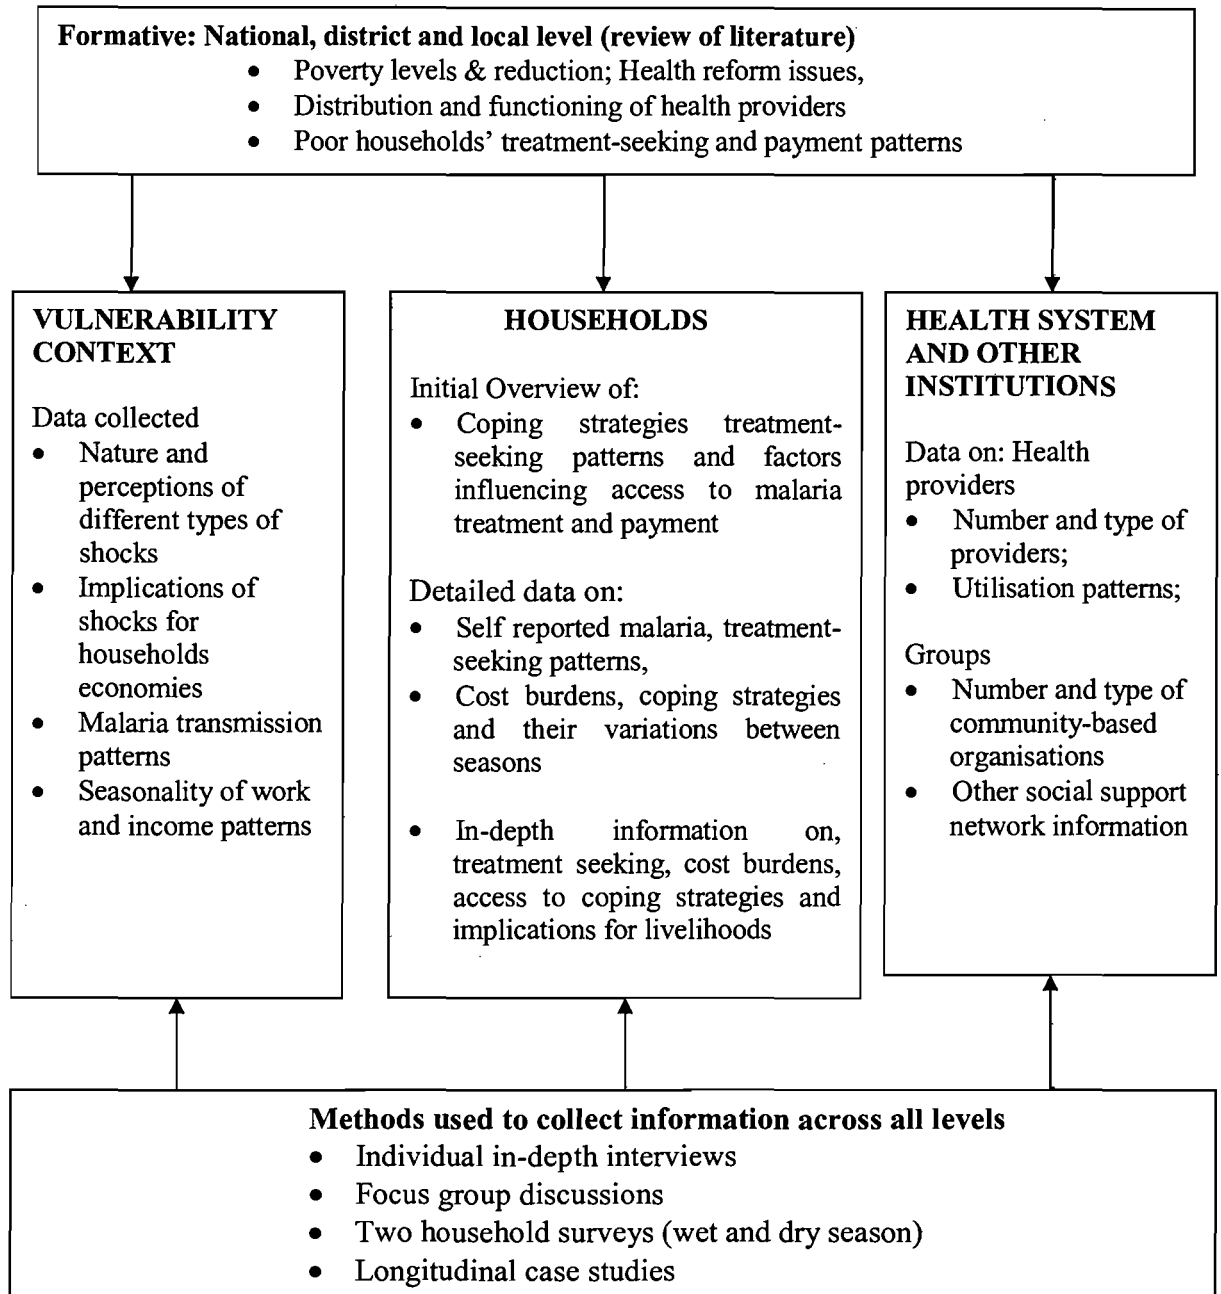 Formative: National, district and local level (review of literature)
• Poverty levels & reduction; Health reform issues,
• Distribution and functioning of health providers
• Poor households' treatment-seeking and payment patterns
VULNERABILITY
CONTEXT
Data collected
• Nature and
perceptions of
different types of
shocks
• Implications of
shocks for
households
economies
• Malaria transmission
patterns
• Seasonality of work
and income patterns
HOUSEHOLDS
Initial Overview of:
• Coping strategies treatment-
seeking patterns and factors
influencing access to malaria
treatment and payment
Detailed data on:
• Self reported malaria, treatment-
seeking patterns,
• Cost burdens, coping strategies
and their variations between
seasons
• In-depth information on,
treatment seeking, cost burdens,
access to coping strategies and
implications for livelihoods
HEALTH SYSTEM
AND OTHER
INSTITUTIONS
Data on: Health
providers
• Number and type of
providers;
• Utilisation patterns;
Groups
• Number and type of
community-based
organisations
• Other social support
network information
Methods used to collect information across all levels
• Individual in-depth interviews
• Focus group discussions
• Two household surveys (wet and dry season)
• Longitudinal case studies